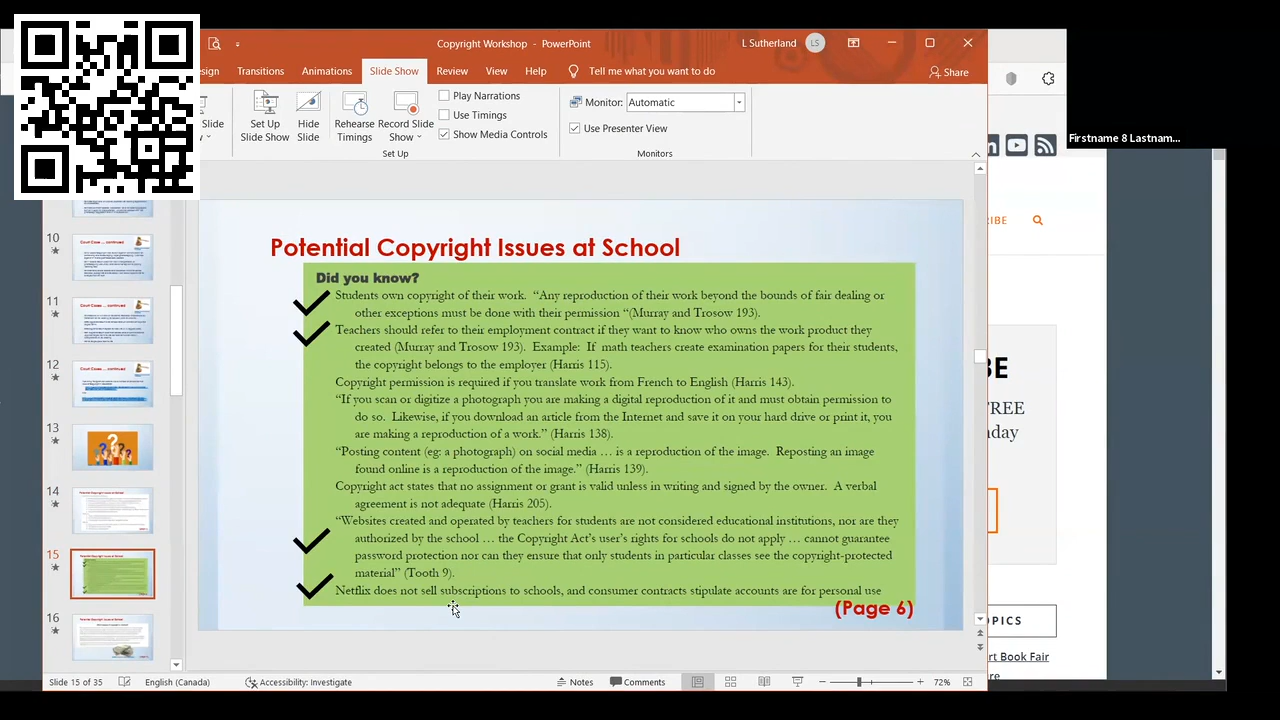 Copyright Workshop - PowerPoint
L Sutherland
LS
sign
Transitions
Animations
Slide Show
Review
View
Help
Tell me what you want to do
Share
Slide
Set Up
Slide Show
Hide
Slide
Rehearse
Timings
Record Slide
Show
Play Narrations
Use Timings
Show Media Controls
Set Up
Monitor:
Automatic
Use Presenter View
Monitors
Firstname 8 Lastnam...
10
11
12
13
14
15
16
Potential Copyright Issues at School
Did you know?
Students own copyright of their work. “Any reproduction of their work beyond the bounds of fair dealing or
other exceptions must be done with their permission “(Murray and Trosow 193).
Teachers should refer to their employment contract if they want to know who owns the work product they
created (Murray and Trosow 193). Example: If math teachers create examination papers for their students,
the copyright belongs to the employer (Harris 115).
Copyright permission is required if you translate work from French to English (Harris 143).
“If you scan or digitize a photograph you are making a digital reproduction of it and must obtain permission to
do so. Likewise, if you download an article from the Internet and save it on your hard drive or print it, you
are making a reproduction of a work.” (Harris 138).
“Posting content (eg: a photograph) on social media … is a reproduction of the image. Reposting an image
found online is a reproduction of the image.” (Harris 139).
Copyright act states that no assignment or grant is valid unless in writing and signed by the owner. A verbal
agreement is not adequate (Harris 205).
“Websites created and operated by teachers for students are not considered educational institutions, nor are they
authorized by the school … the Copyright Act’s user’s rights for schools do not apply … cannot guarantee
password protection nor can they ensure that only students in particular classes see the copyright-protected
material” (Tooth 9).
Netflix does not sell subscriptions to schools, and consumer contracts stipulate accounts are for personal use
(Page 6)
RIBE
BE
FREE
nday
OPICS
rt Book Fair
are
Slide 15 of 35
English (Canada)
Accessibility: Investigate
Notes
Comments
72%